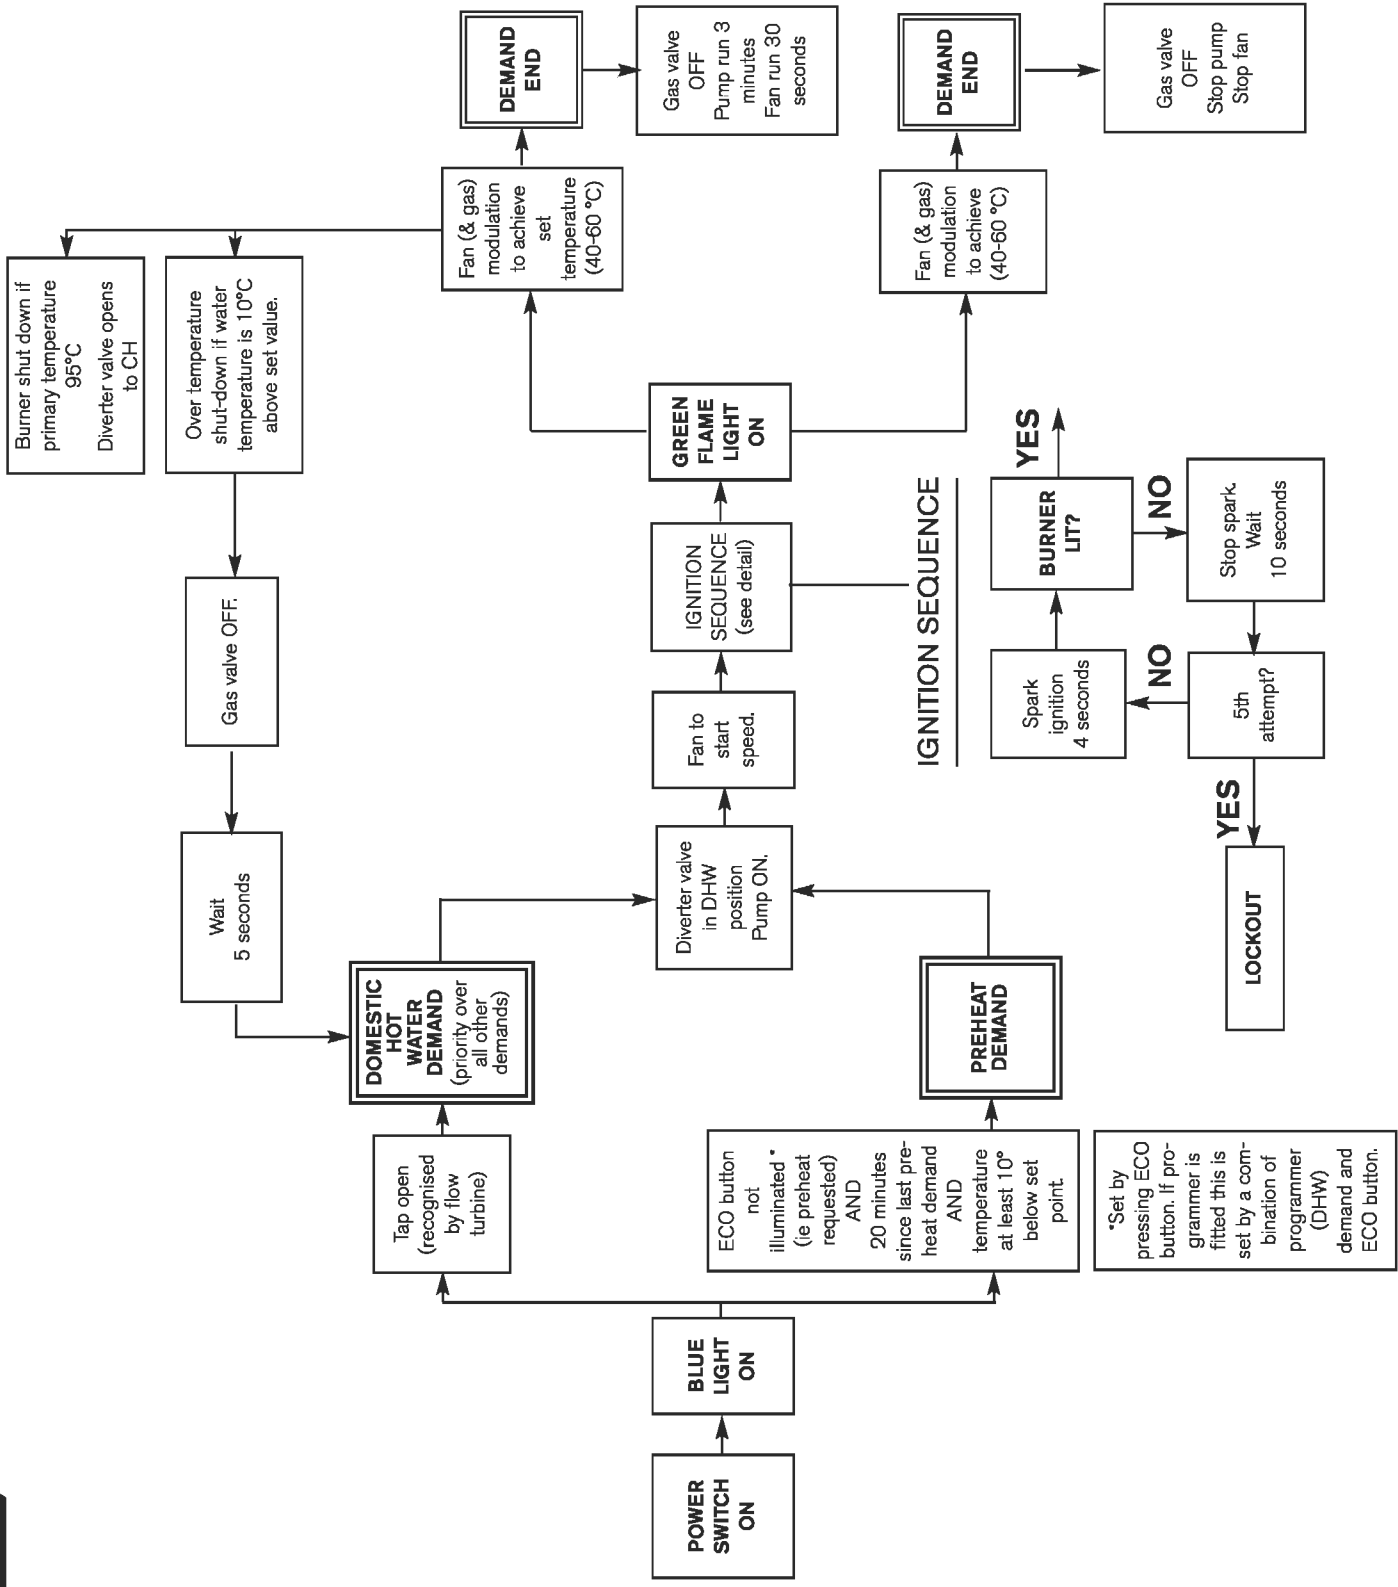 POWER
SWITCH
ON
BLUE
LIGHT
ON
Tap open
(recognised
by flow
turbine)
DOMESTIC
HOT
WATER
DEMAND
(priority over
all other
demands)
ECO button
not
illuminated *
(ie preheat
requested)
AND
20 minutes
since last pre-
heat demand
AND
temperature
at least 10°
below set
point.
*Set by
pressing ECO
button. If pro-
grammer is
fitted this is
set by a com-
bination of
programmer
(DHW)
demand and
ECO button.
PREHEAT
DEMAND
Diverter valve
in DHW
position
Pump ON.
Fan to
start
speed.
IGNITION
SEQUENCE
(see detail)
GREEN
FLAME
LIGHT
ON
Fan (& gas)
modulation
to achieve
set
temperature
(40-60 °C)
DEMAND
END
Gas valve
OFF
Pump run 3
minutes
Fan run 30
seconds
Fan (& gas)
modulation
to achieve
(40-60 °C)
DEMAND
END
Gas valve
OFF
Stop pump
Stop fan
Burner shut down if
primary temperature
95°C
Diverter valve opens
to CH
Over temperature
shut-down if water
temperature is 10°C
above set value.
Gas valve OFF.
Wait
5 seconds
IGNITION SEQUENCE
Spark
ignition
4 seconds
BURNER
LIT?
YES
NO
Stop spark.
Wait
10 seconds
5th
attempt?
NO
YES
LOCKOUT